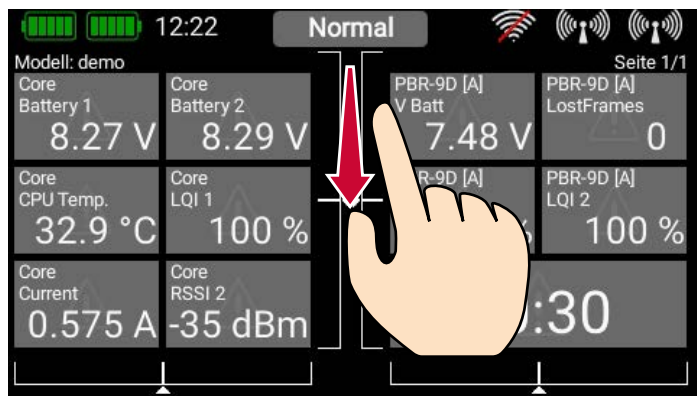 12:22
Normal
Modell: demo
Seite 1/1
Core
Battery 1
8.27 V
Core
Battery 2
8.29 V
PBR-9D [A]
V Batt
7.48 V
PBR-9D [A]
LostFrames
0
Core
CPU Temp.
32.9 °C
Core
LQI 1
100 %
R-9D [A]
%
PBR-9D [A]
LQI 2
100 %
Core
Current
0.575 A
Core
RSSI 2
-35 dBm
:30